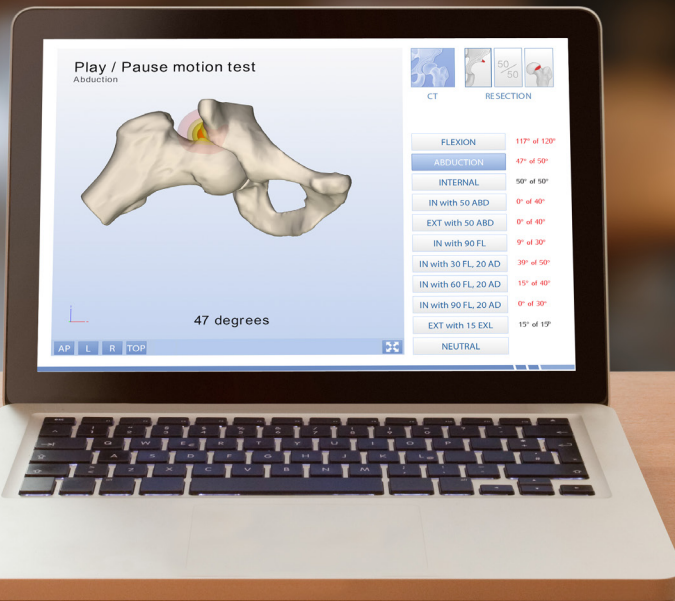 Play / Pause motion test
Abduction
47 degrees
AP L R TOP
50/50
CT RESECTION
FLEXION 117° of 120°
ABDUCTION 47° of 50°
INTERNAL 50° of 50°
IN with 50 ABD 0° of 40°
EXT with 50 ABD 0° of 40°
IN with 90 FL 9° of 30°
IN with 30 FL, 20 AD 39° of 50°
IN with 60 FL, 20 AD 15° of 40°
IN with 90 FL, 20 AD 0° of 30°
EXT with 15 EXL 15° of 15°
NEUTRAL
Q W E R T Y U I O P
A S D F G H J K L
Z X C V B N M